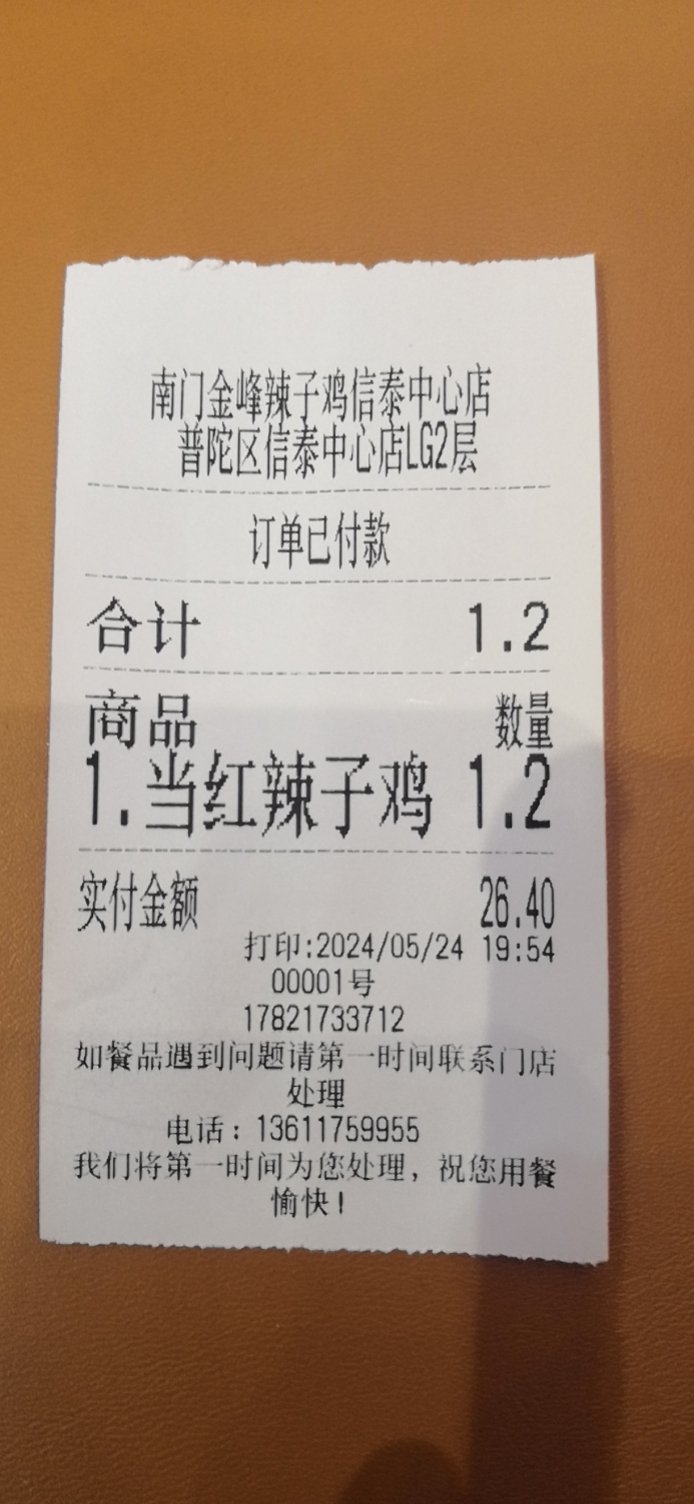 南门金峰辣子鸡信泰中心店
普陀区信泰中心店LG2层
订单已付款
合计 1.2
商品 数量
1.当红辣子鸡 1.2
实付金额 26.40
打印:2024/05/24 19:54
00001号
17821733712
如餐品遇到问题请第一时间联系门店
处理
电话：13611759955
我们将第一时间为您处理，祝您用餐
愉快！